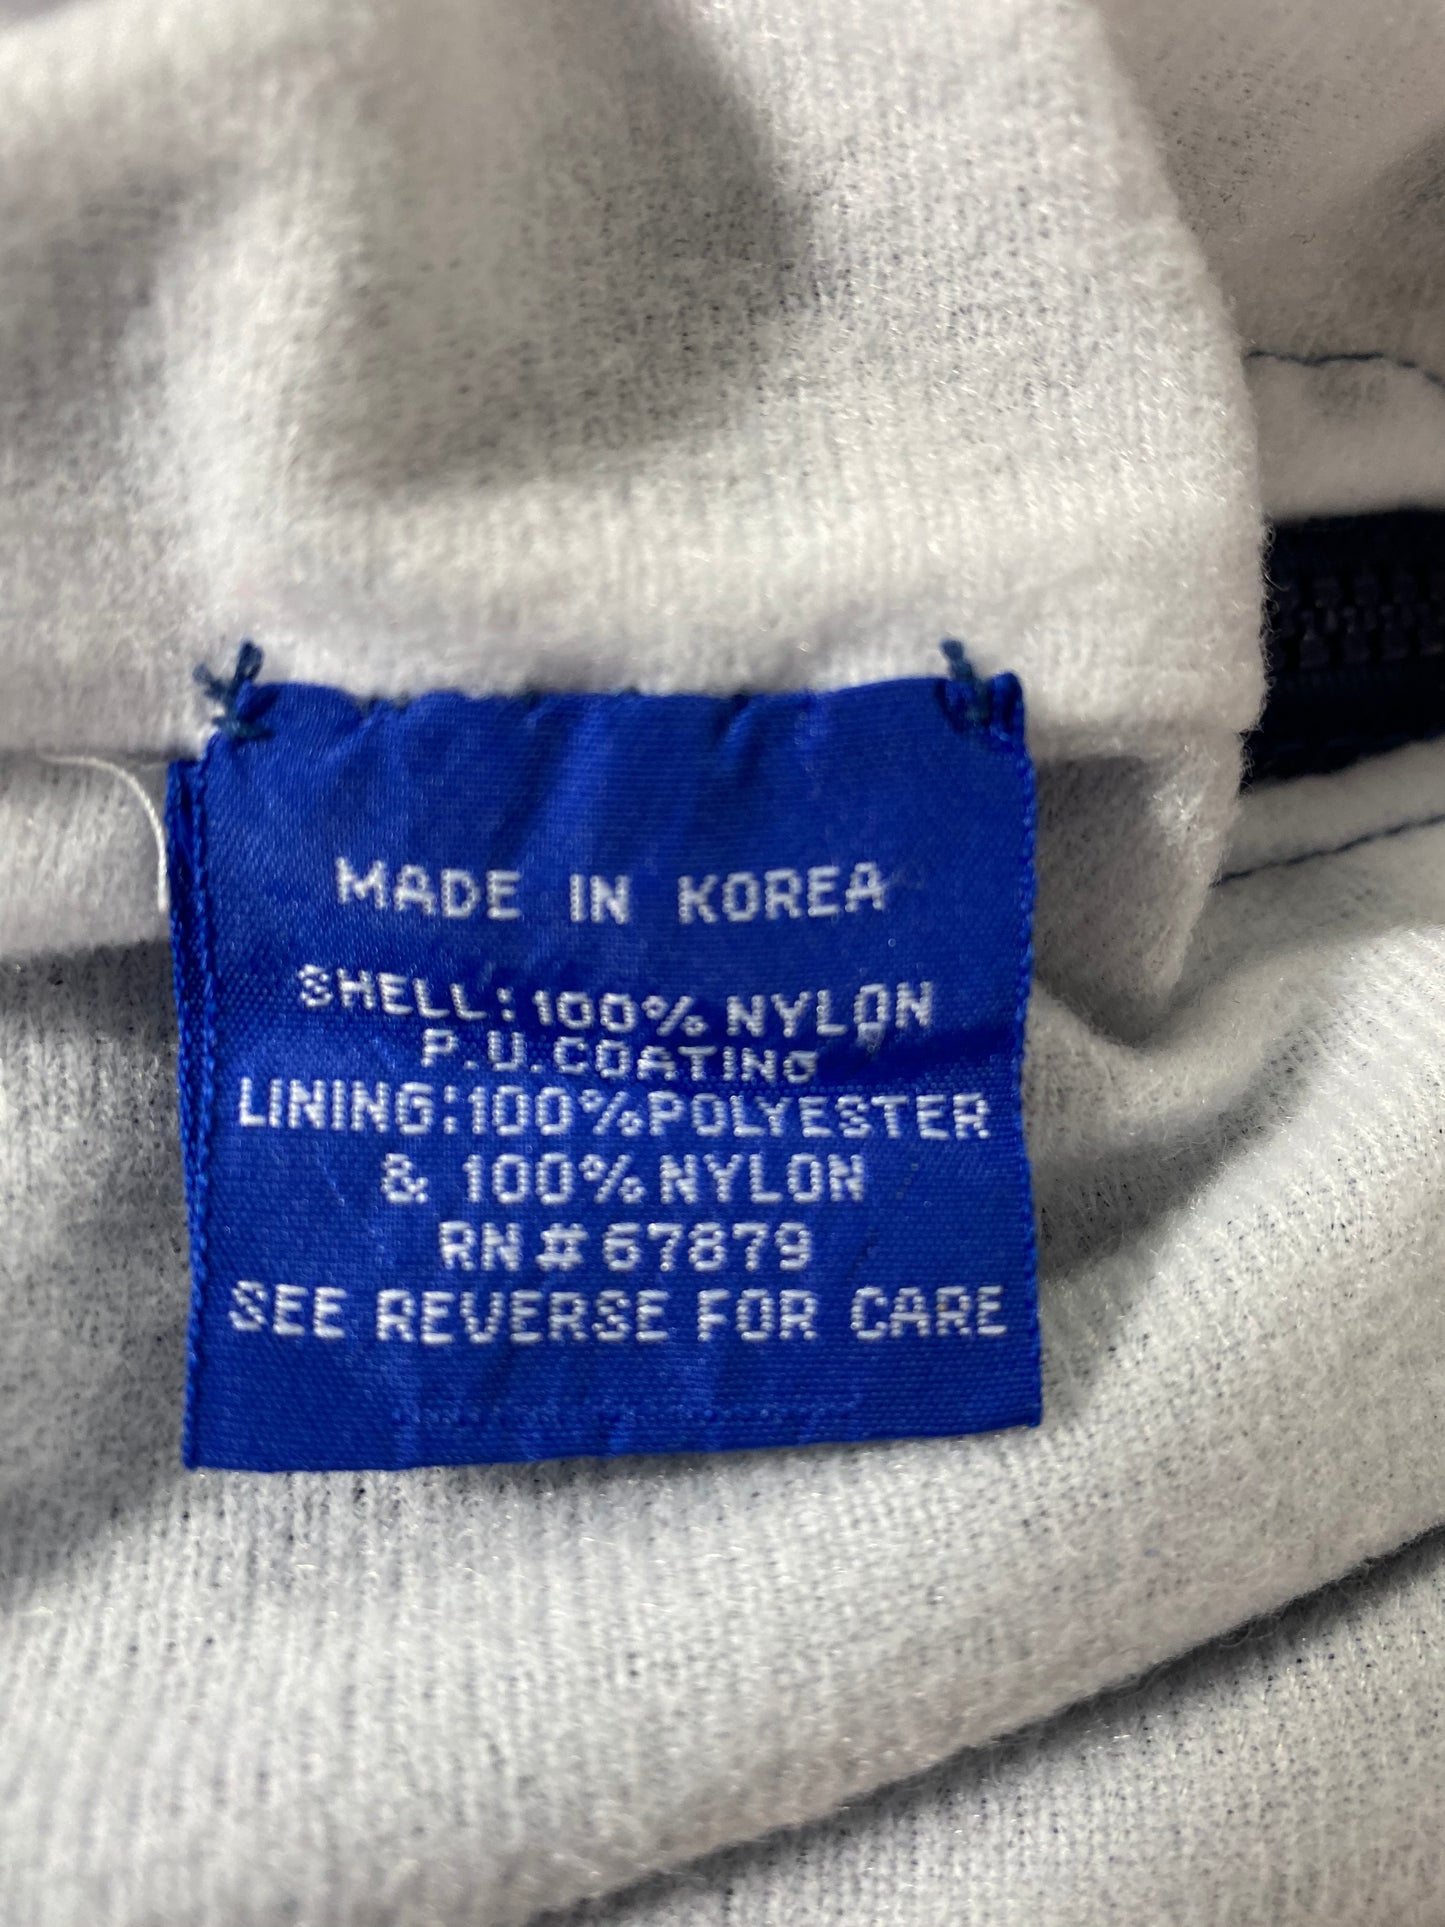 MADE IN KOREA
SHELL:100% NYLON
P.U.COATING
LINING:100%POLYESTER
& 100%NYLON
RN#67879
SEE REVERSE FOR CARE